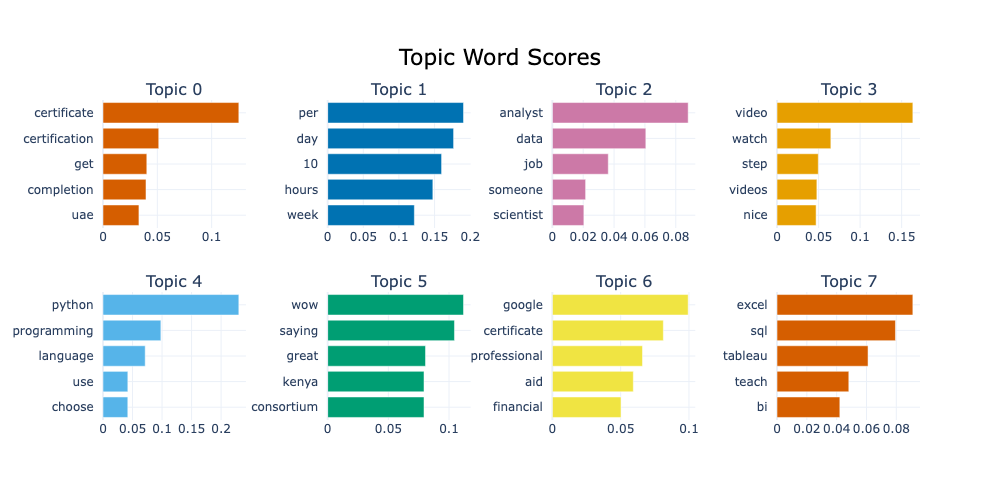 Topic Word Scores
Topic 0
certificate
certification
get
completion
uae
0 0.05 0.1
Topic 1
per
day
10
hours
week
0 0.05 0.1 0.15 0.2
Topic 2
analyst
data
job
someone
scientist
0 0.02 0.04 0.06 0.08
Topic 3
video
watch
step
videos
nice
0 0.05 0.1 0.15
Topic 4
python
programming
language
use
choose
0 0.05 0.1 0.15 0.2
Topic 5
wow
saying
great
kenya
consortium
0 0.05 0.1
Topic 6
google
certificate
professional
aid
financial
0 0.05 0.1
Topic 7
excel
sql
tableau
teach
bi
0 0.02 0.04 0.06 0.08